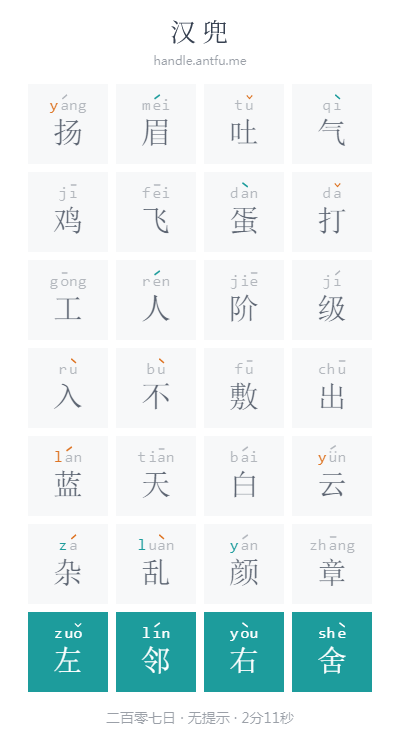 汉兜
handle.antfu.me
yáng méi tǔ qì
扬 眉 吐 气
jī fēi dàn dǎ
鸡 飞 蛋 打
gōng rén jiē jí
工 人 阶 级
rù bù fū chū
入 不 敷 出
lán tiān bái yún
蓝 天 白 云
zá luàn yán zhāng
杂 乱 颜 章
zuǒ lín yòu shè
左 邻 右 舍
二百零七日·无提示·2分11秒